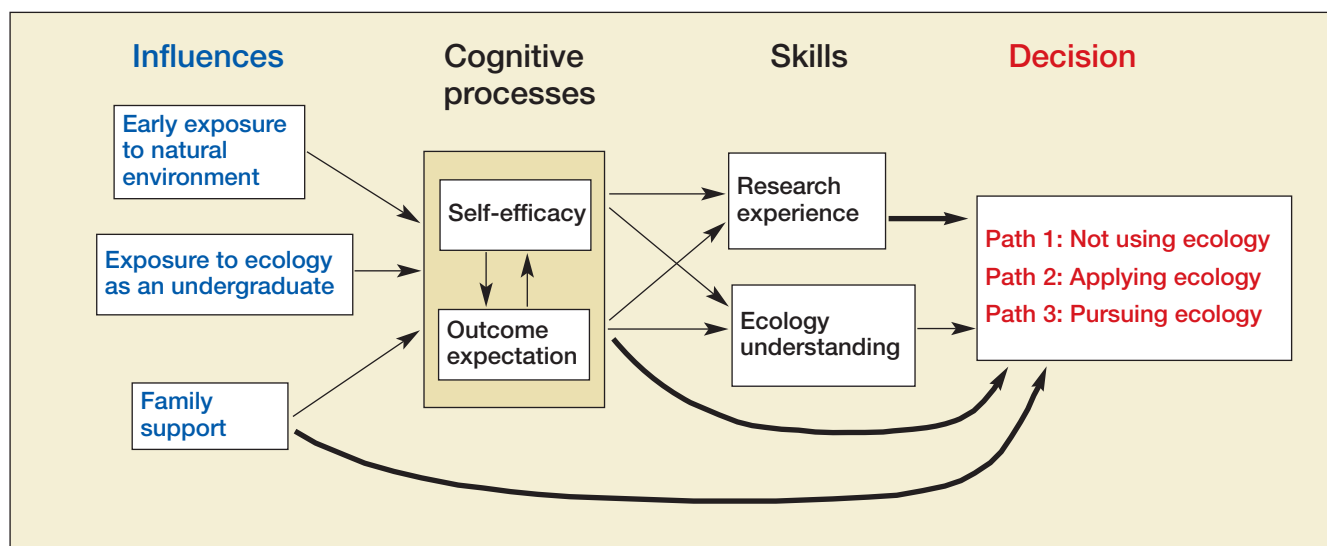 Influences
Cognitive
processes
Skills
Decision
Early exposure
to natural
environment
Exposure to ecology
as an undergraduate
Family
support
Self-efficacy
Outcome
expectation
Research
experience
Ecology
understanding
Path 1: Not using ecology
Path 2: Applying ecology
Path 3: Pursuing ecology